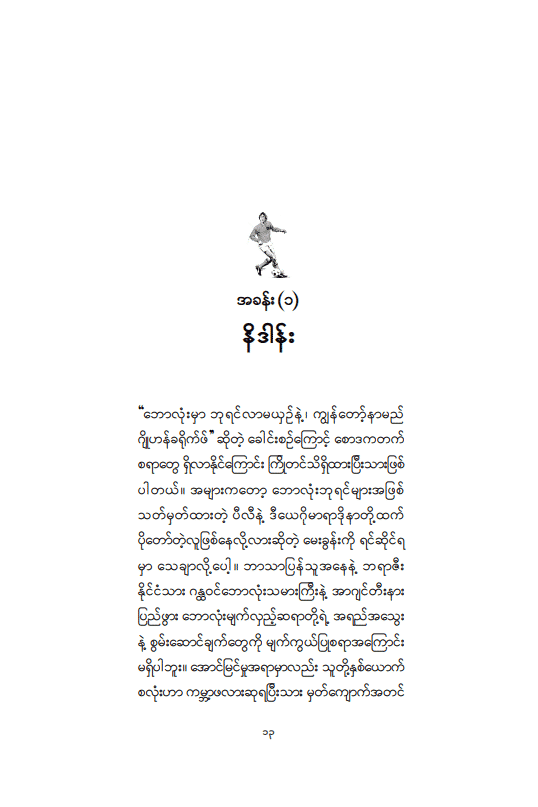 အခန်း (၁)
နိဒါန်း
“ဘောလုံးမှာ ဘုရင်လာမယှဉ်နဲ့၊ ကျွန်တော့်နာမည်
ဂျိုဟန်ခရိုက်ဖ်” ဆိုတဲ့ ခေါင်းစဉ်ကြောင့် စောဒကတက်
စရာတွေ ရှိလာနိုင်ကြောင်း ကြိုတင်သိရှိထားပြီးသားဖြစ်
ပါတယ်။ အများကတော့ ဘောလုံးဘုရင်များအဖြစ်
သတ်မှတ်ထားတဲ့ ပီလီနဲ့ ဒီယေဂိုမာရာဒိုနာတို့ထက်
ပိုတော်တဲ့လူဖြစ်နေလို့လားဆိုတဲ့ မေးခွန်းကို ရင်ဆိုင်ရ
မှာ သေချာလို့ပေါ့။ ဘာသာပြန်သူအနေနဲ့ ဘရာဇီး
နိုင်ငံသား ဂန္ထဝင်ဘောလုံးသမားကြီးနဲ့ အာဂျင်တီးနား
ပြည်ဖွား ဘောလုံးမျက်လှည့်ဆရာတို့ရဲ့ အရည်အသွေး
နဲ့ စွမ်းဆောင်ချက်တွေကို မျက်ကွယ်ပြုစရာအကြောင်း
မရှိပါဘူး။ အောင်မြင်မှုအရာမှာလည်း သူတို့နှစ်ယောက်
စလုံးဟာ ကမ္ဘာ့ဖလားဆုရပြီးသား မှတ်ကျောက်အတင်
၁၃